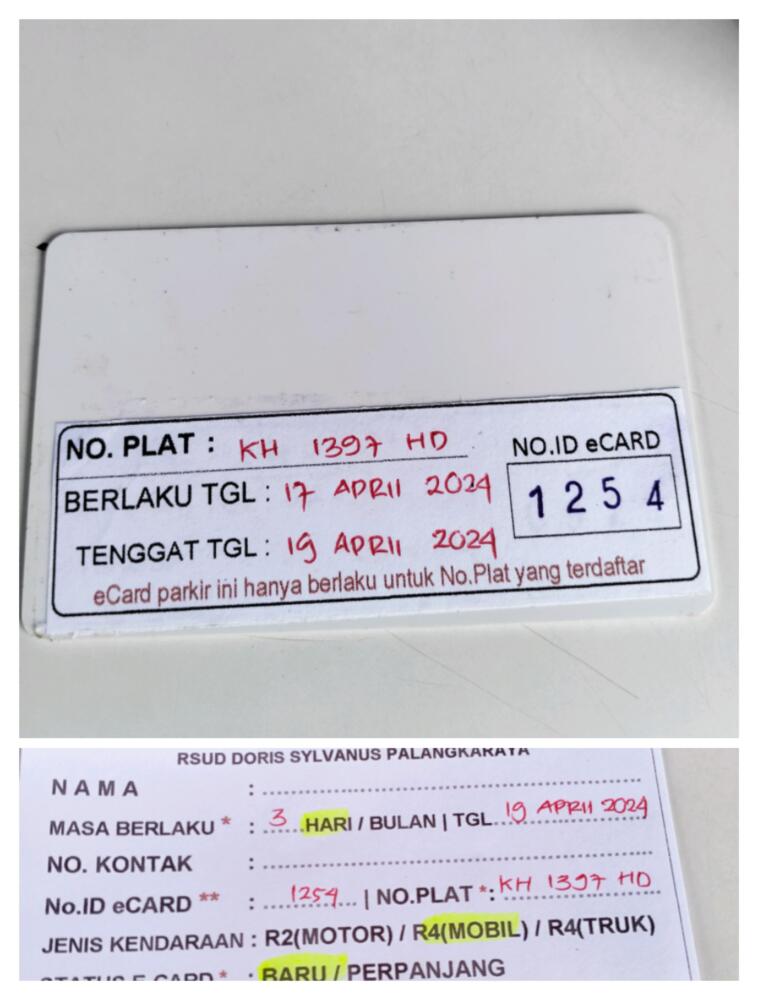 NO. PLAT : KH 1397 HD
NO.ID eCARD
BERLAKU TGL : 17 APRIL 2024
1254
TENGGAT TGL : 19 APRIL 2024
eCard parkir ini hanya berlaku untuk No.Plat yang terdaftar
RSUD DORIS SYLVANUS PALANGKARAYA
NAMA :
MASA BERLAKU * : 3 HARI / BULAN | TGL. 19 APRIL 2024
NO. KONTAK :
No.ID eCARD ** : 1254 | NO.PLAT *: KH 1397 HD
JENIS KENDARAAN : R2(MOTOR) / R4(MOBIL) / R4(TRUK)
STATUS E-CARD * : BARU / PERPANJANG